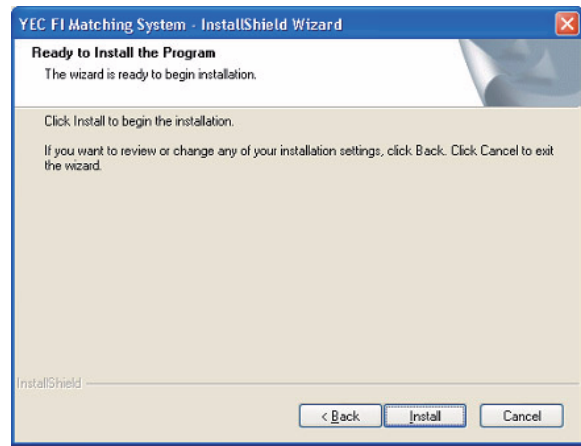 YEC FI Matching System - InstallShield Wizard
Ready to Install the Program
The wizard is ready to begin installation.
Click Install to begin the installation.
If you want to review or change any of your installation settings, click Back. Click Cancel to exit
the wizard.
InstallShield
< Back Install Cancel